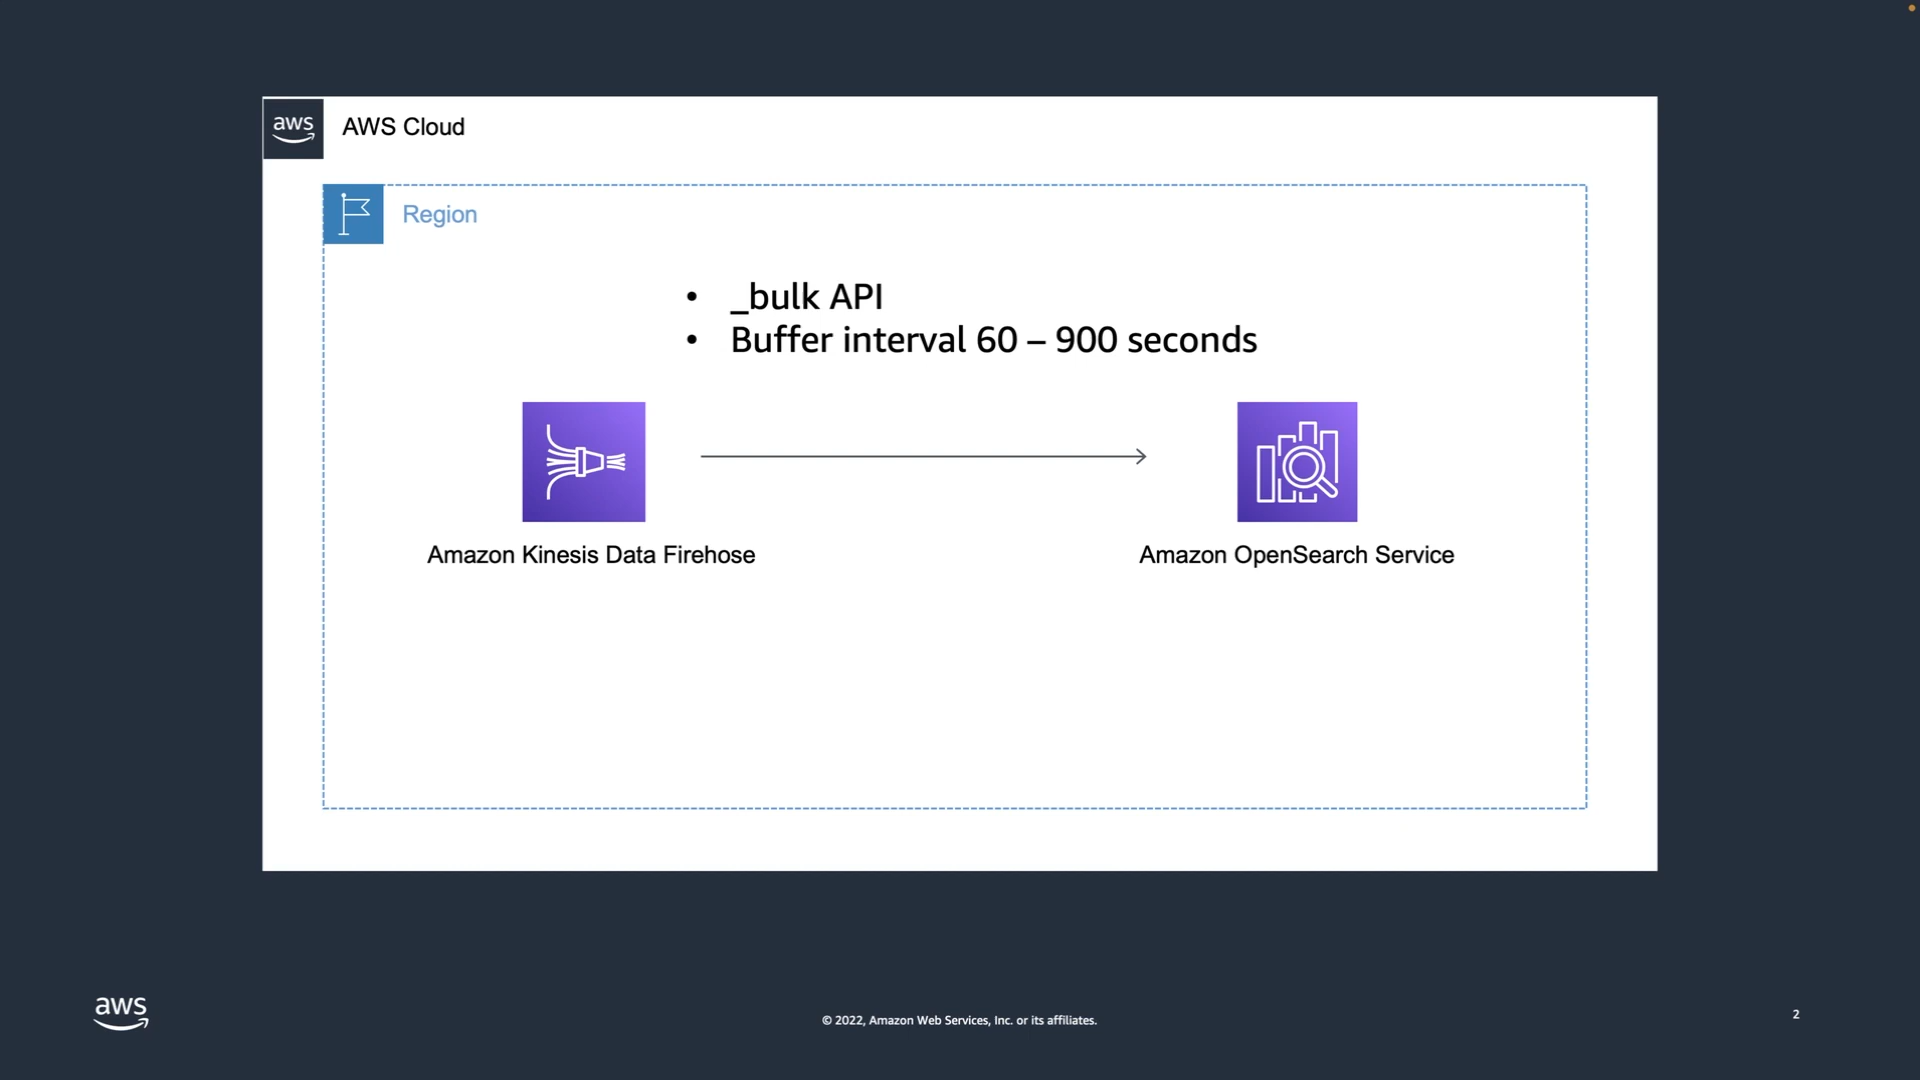 aws
AWS Cloud
Region
• _bulk API
• Buffer interval 60 – 900 seconds
Amazon Kinesis Data Firehose
Amazon OpenSearch Service
aws
© 2022, Amazon Web Services, Inc. or its affiliates.
2